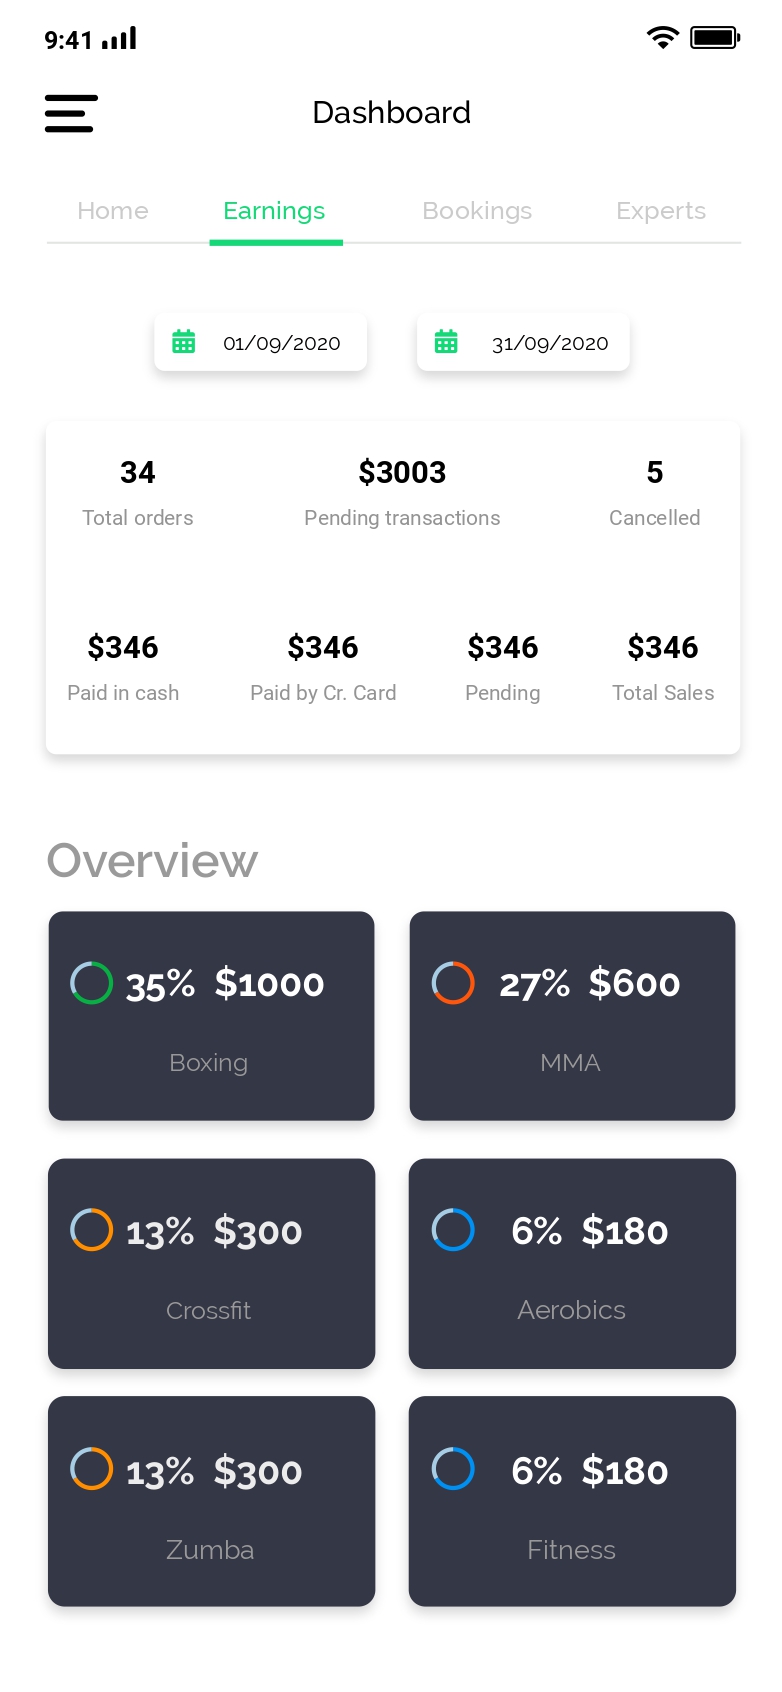 9:41
Dashboard
Home Earnings Bookings Experts
01/09/2020 31/09/2020
34 $3003 5
Total orders Pending transactions Cancelled
$346 $346 $346 $346
Paid in cash Paid by Cr. Card Pending Total Sales
Overview
35% $1000 27% $600
Boxing MMA
13% $300 6% $180
Crossfit Aerobics
13% $300 6% $180
Zumba Fitness